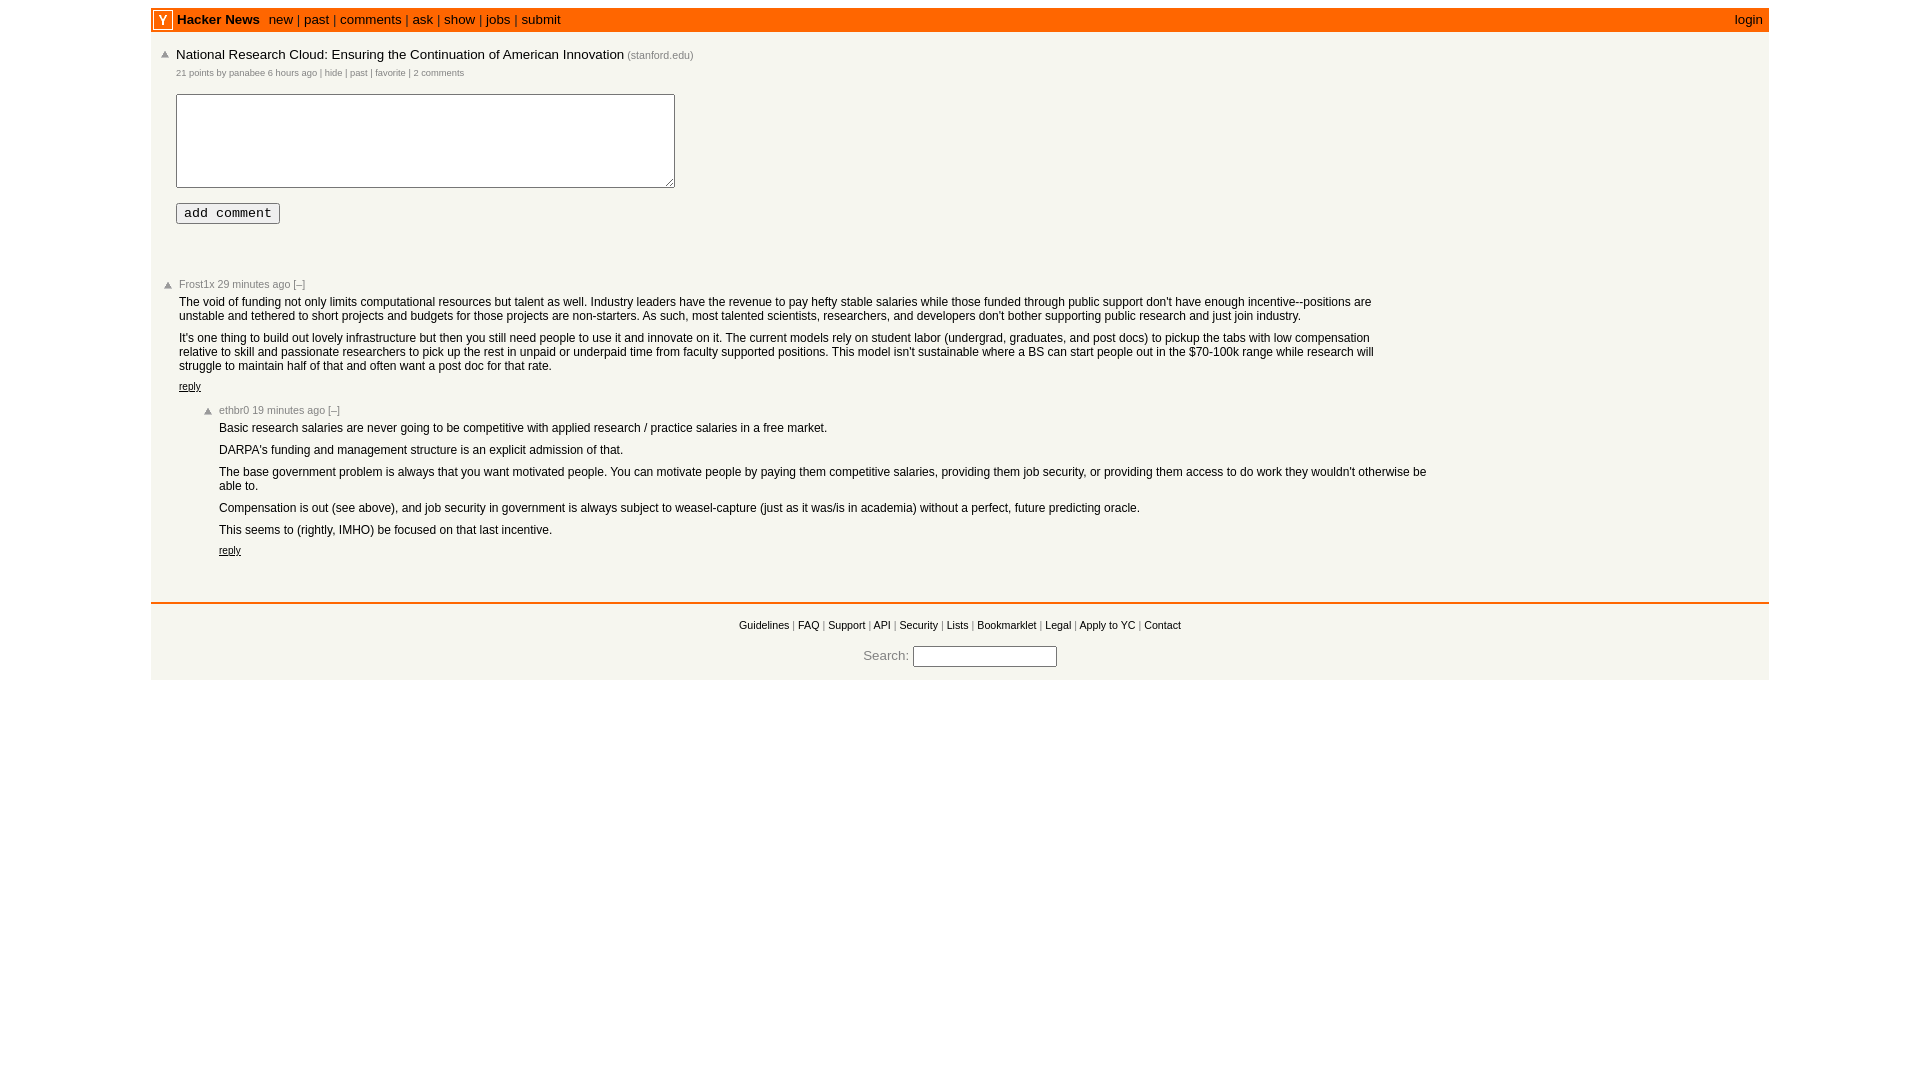 Y Hacker News new | past | comments | ask | show | jobs | submit login
National Research Cloud: Ensuring the Continuation of American Innovation (stanford.edu)
21 points by panabee 6 hours ago | hide | past | favorite | 2 comments
add comment
Frost1x 29 minutes ago [–]
The void of funding not only limits computational resources but talent as well. Industry leaders have the revenue to pay hefty stable salaries while those funded through public support don't have enough incentive--positions are
unstable and tethered to short projects and budgets for those projects are non-starters. As such, most talented scientists, researchers, and developers don't bother supporting public research and just join industry.
It's one thing to build out lovely infrastructure but then you still need people to use it and innovate on it. The current models rely on student labor (undergrad, graduates, and post docs) to pickup the tabs with low compensation
relative to skill and passionate researchers to pick up the rest in unpaid or underpaid time from faculty supported positions. This model isn't sustainable where a BS can start people out in the $70-100k range while research will
struggle to maintain half of that and often want a post doc for that rate.
reply
ethbr0 19 minutes ago [–]
Basic research salaries are never going to be competitive with applied research / practice salaries in a free market.
DARPA's funding and management structure is an explicit admission of that.
The base government problem is always that you want motivated people. You can motivate people by paying them competitive salaries, providing them job security, or providing them access to do work they wouldn't otherwise be
able to.
Compensation is out (see above), and job security in government is always subject to weasel-capture (just as it was/is in academia) without a perfect, future predicting oracle.
This seems to (rightly, IMHO) be focused on that last incentive.
reply
Guidelines | FAQ | Support | API | Security | Lists | Bookmarklet | Legal | Apply to YC | Contact
Search: